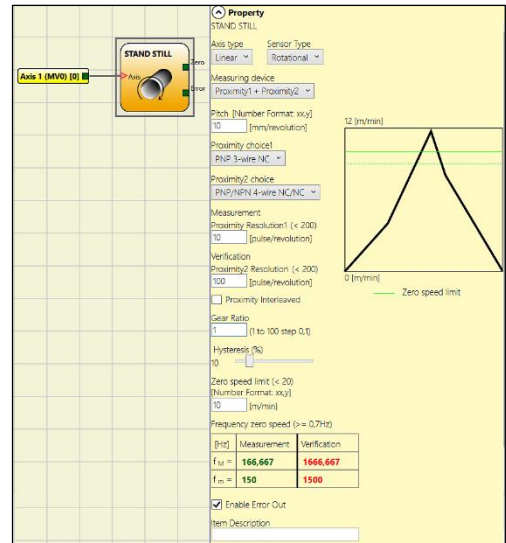 Property
STAND STILL
STAND STILL
Axis 1 (MV0) [0]
Axis
Zero
Error
Axis type Sensor Type
Linear Rotational
Measuring device
Proximity1 + Proximity2
Pitch [Number Format: xx,y]
10 [mm/revolution]
Proximity choice1
PNP 3-wire NC
Proximity2 choice
PNP/NPN 4-wire NC/NC
Measurement
Proximity Resolution1 (< 200)
10 [pulse/revolution]
Verification
Proximity2 Resolution (< 200)
100 [pulse/revolution]
Proximity Interleaved
Gear Ratio
1 (1 to 100 step 0,1)
Hysteresis (%)
10
Zero speed limit (< 20)
[Number Format: xx,y]
10 [m/min]
Frequency zero speed (>= 0,7Hz)
[Hz] Measurement Verification
f M = 166,667 1666,667
f m = 150 1500
Enable Error Out
Item Description
12 [m/min]
0 [m/min]
Zero speed limit